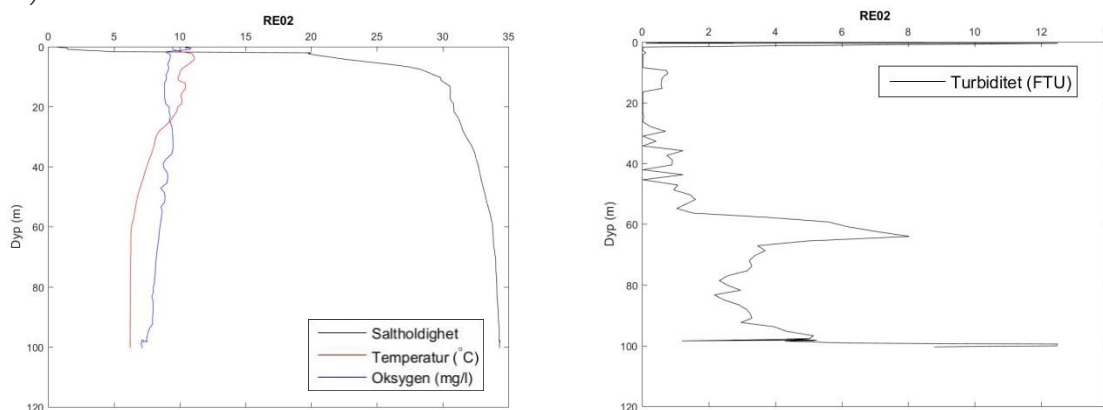 RE02
0 5 10 15 20 25 30 35
0
20
40
60
80
100
120
Dyp (m)
Saltholdighet
Temperatur (°C)
Oksygen (mg/l)
RE02
0 2 4 6 8 10 12
0
20
40
60
80
100
120
Dyp (m)
Turbiditet (FTU)